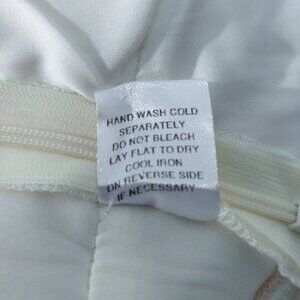 HAND WASH COLD
SEPARATELY
DO NOT BLEACH
LAY FLAT TO DRY
COOL IRON
ON REVERSE SIDE
IF NECESSARY